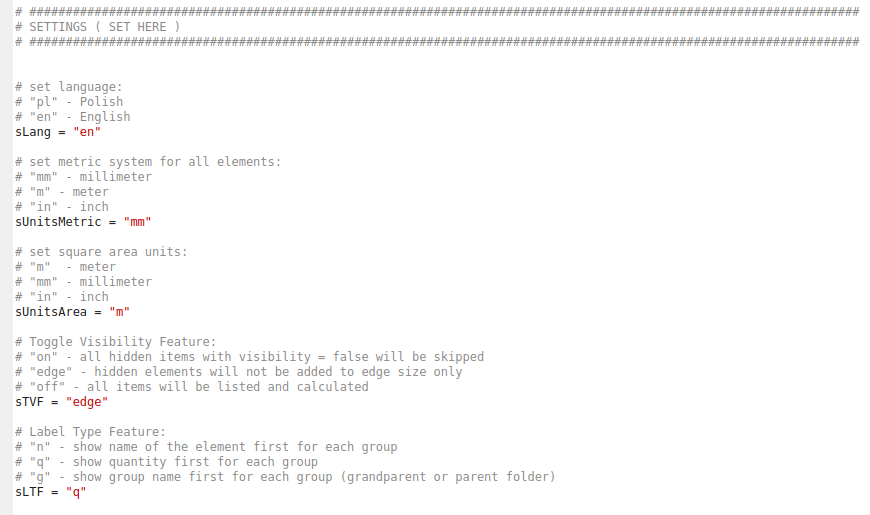 # ###################################################################################################################
# SETTINGS ( SET HERE )
# ###################################################################################################################
# set language:
# "pl" - Polish
# "en" - English
sLang = "en"
# set metric system for all elements:
# "mm" - millimeter
# "m" - meter
# "in" - inch
sUnitsMetric = "mm"
# set square area units:
# "m"  - meter
# "mm" - millimeter
# "in" - inch
sUnitsArea = "m"
# Toggle Visibility Feature:
# "on" - all hidden items with visibility = false will be skipped
# "edge" - hidden elements will not be added to edge size only
# "off" - all items will be listed and calculated
sTVF = "edge"
# Label Type Feature:
# "n" - show name of the element first for each group
# "q" - show quantity first for each group
# "g" - show group name first for each group (grandparent or parent folder)
sLTF = "q"